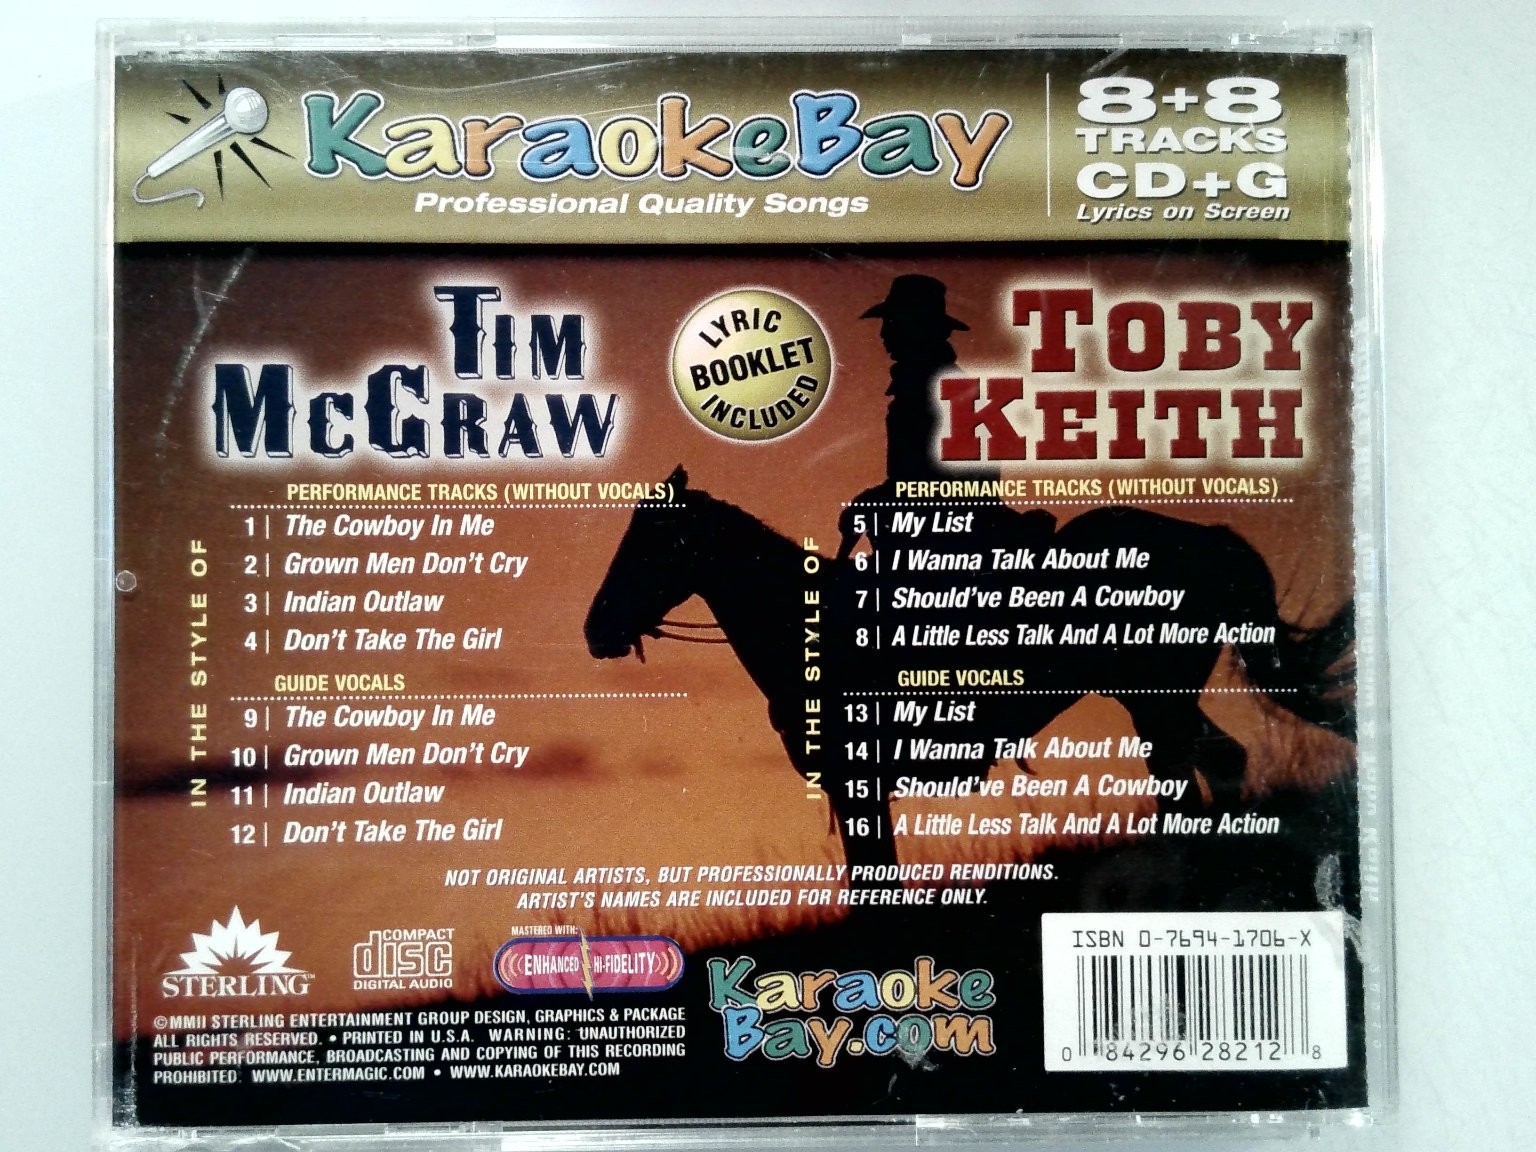 KaraokeBay
Professional Quality Songs
8+8
TRACKS
CD+G
Lyrics on Screen
TIM
MCGRAW
LYRIC
BOOKLET
INCLUDED
TOBY
KEITH
IN THE STYLE OF
PERFORMANCE TRACKS (WITHOUT VOCALS)
1 | The Cowboy In Me
2 | Grown Men Don't Cry
3 | Indian Outlaw
4 | Don't Take The Girl
GUIDE VOCALS
9 | The Cowboy In Me
10 | Grown Men Don't Cry
11 | Indian Outlaw
12 | Don't Take The Girl
IN THE STYLE OF
PERFORMANCE TRACKS (WITHOUT VOCALS)
5 | My List
6 | I Wanna Talk About Me
7 | Should've Been A Cowboy
8 | A Little Less Talk And A Lot More Action
GUIDE VOCALS
13 | My List
14 | I Wanna Talk About Me
15 | Should've Been A Cowboy
16 | A Little Less Talk And A Lot More Action
NOT ORIGINAL ARTISTS, BUT PROFESSIONALLY PRODUCED RENDITIONS.
ARTIST'S NAMES ARE INCLUDED FOR REFERENCE ONLY.
STERLING™
COMPACT
disc
DIGITAL AUDIO
MASTERED WITH:
ENHANCED HI-FIDELITY
Karaoke
Bay.com
ISBN 0-7694-1706-X
0 84296 28212 8
©MMII STERLING ENTERTAINMENT GROUP DESIGN, GRAPHICS & PACKAGE
ALL RIGHTS RESERVED. • PRINTED IN U.S.A. WARNING: UNAUTHORIZED
PUBLIC PERFORMANCE, BROADCASTING AND COPYING OF THIS RECORDING
PROHIBITED. WWW.ENTERMAGIC.COM • WWW.KARAOKEBAY.COM